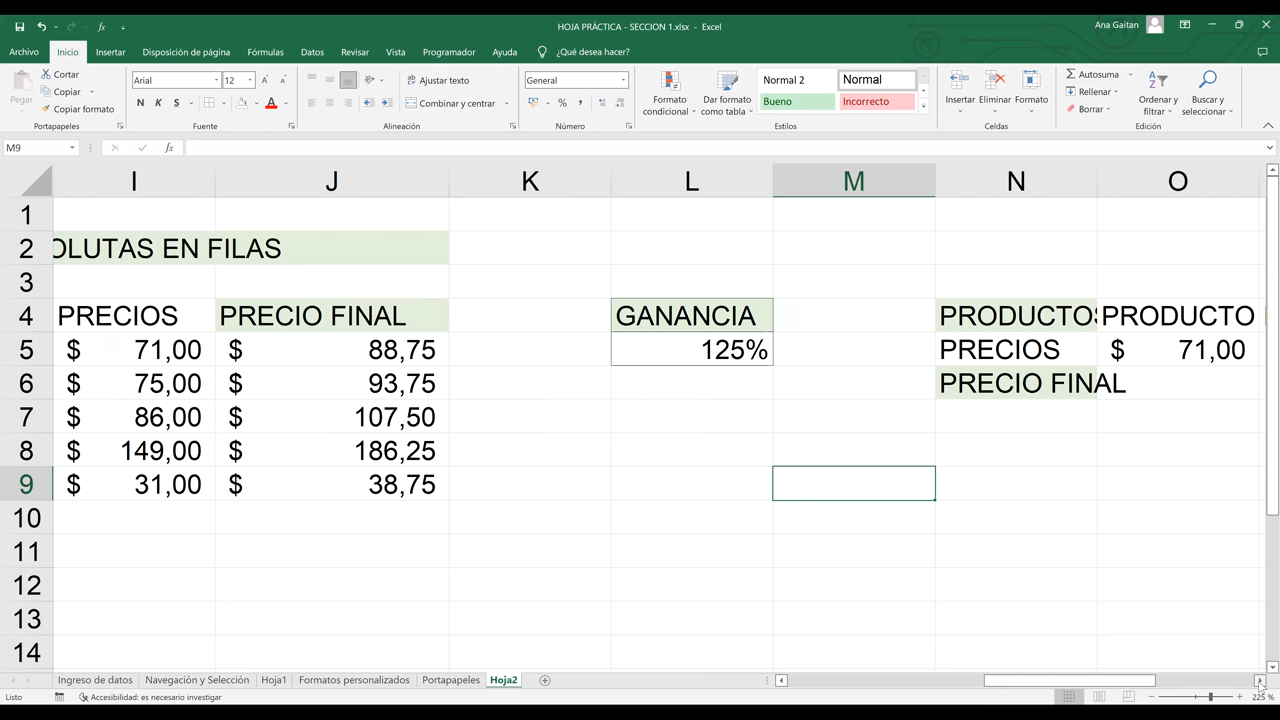 HOJA PRÁCTICA - SECCION 1.xlsx - Excel
Ana Gaitan
Archivo Inicio Insertar Disposición de página Fórmulas Datos Revisar Vista Programador Ayuda ¿Qué desea hacer?
Pegar
Cortar
Copiar
Copiar formato
Portapapeles
Arial 12
N K S
Fuente
Ajustar texto
Combinar y centrar
Alineación
General
% 000
Número
Formato condicional
Dar formato como tabla
Normal 2 Normal
Bueno Incorrecto
Estilos
Insertar Eliminar Formato
Celdas
Autosuma
Rellenar
Borrar
Ordenar y filtrar
Buscar y seleccionar
Edición
M9
fx
I J K L M N O
1
2 OLUTAS EN FILAS
3
4 PRECIOS PRECIO FINAL GANANCIA PRODUCTOS PRODUCTO
5 $ 71,00 $ 88,75 125% PRECIOS $ 71,00
6 $ 75,00 $ 93,75 PRECIO FINAL
7 $ 86,00 $ 107,50
8 $ 149,00 $ 186,25
9 $ 31,00 $ 38,75
10
11
12
13
14
Ingreso de datos Navegación y Selección Hoja1 Formatos personalizados Portapapeles Hoja2
Listo Accesibilidad: es necesario investigar 225 %